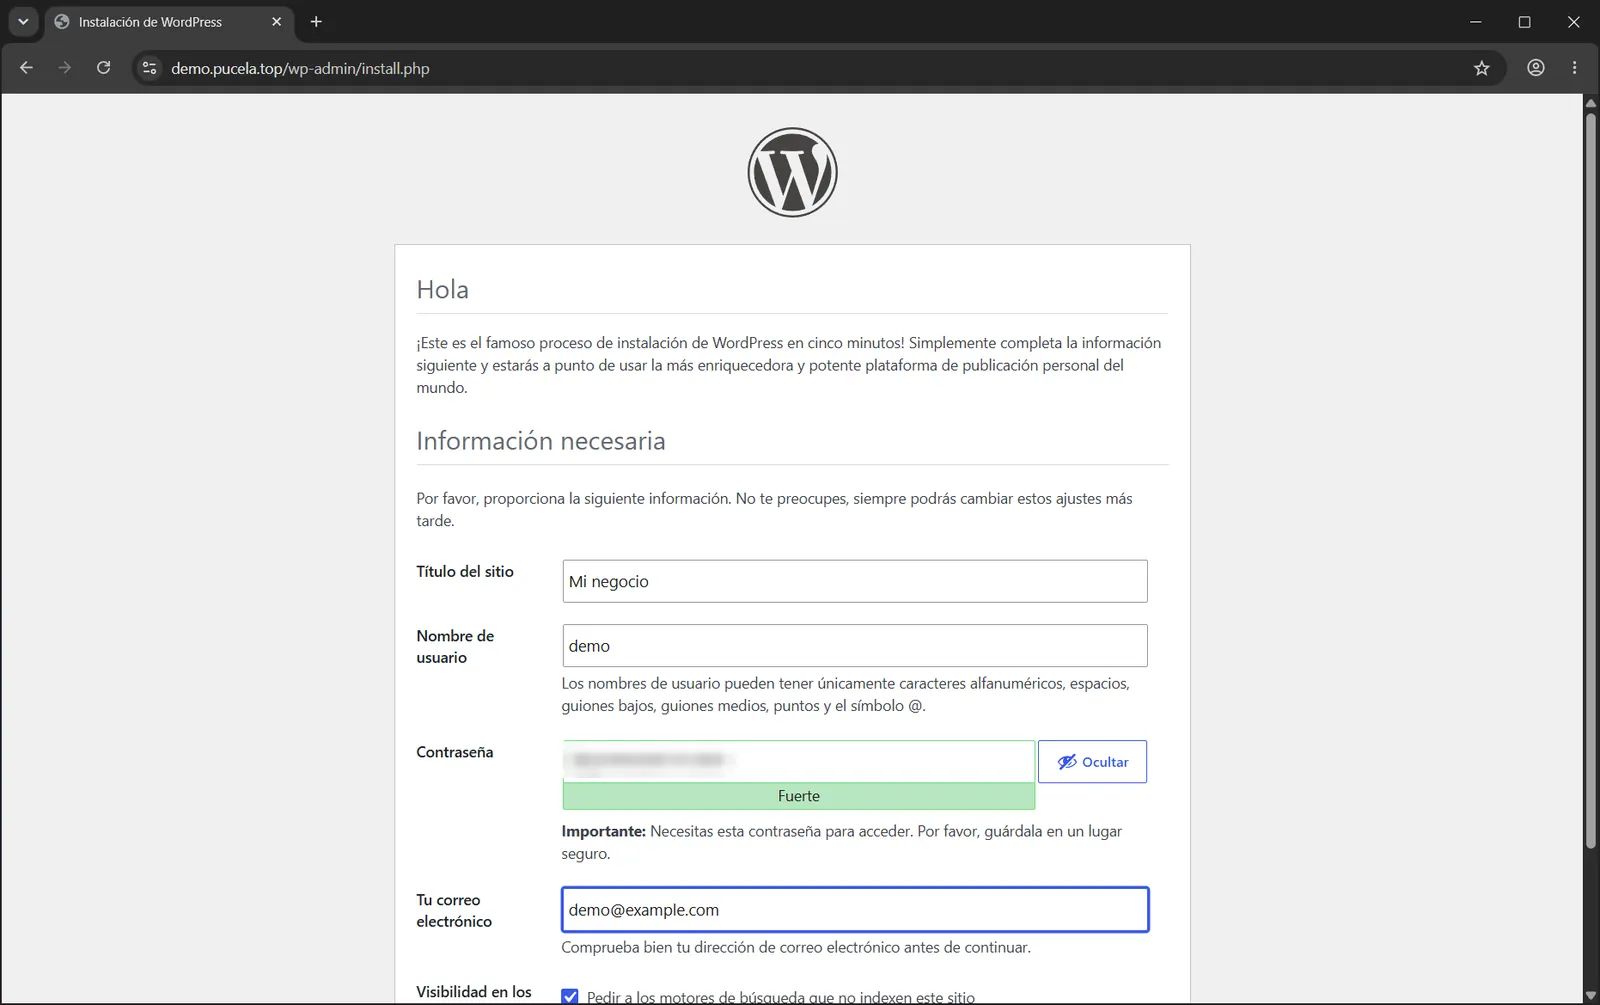 Instalación de WordPress
demo.pucela.top/wp-admin/install.php
Hola
¡Este es el famoso proceso de instalación de WordPress en cinco minutos! Simplemente completa la información
siguiente y estarás a punto de usar la más enriquecedora y potente plataforma de publicación personal del
mundo.
Información necesaria
Por favor, proporciona la siguiente información. No te preocupes, siempre podrás cambiar estos ajustes más
tarde.
Título del sitio
Mi negocio
Nombre de
usuario
demo
Los nombres de usuario pueden tener únicamente caracteres alfanuméricos, espacios,
guiones bajos, guiones medios, puntos y el símbolo @.
Contraseña
Ocultar
Fuerte
Importante: Necesitas esta contraseña para acceder. Por favor, guárdala en un lugar
seguro.
Tu correo
electrónico
demo@example.com
Comprueba bien tu dirección de correo electrónico antes de continuar.
Visibilidad en los
Pedir a los motores de búsqueda que no indexen este sitio